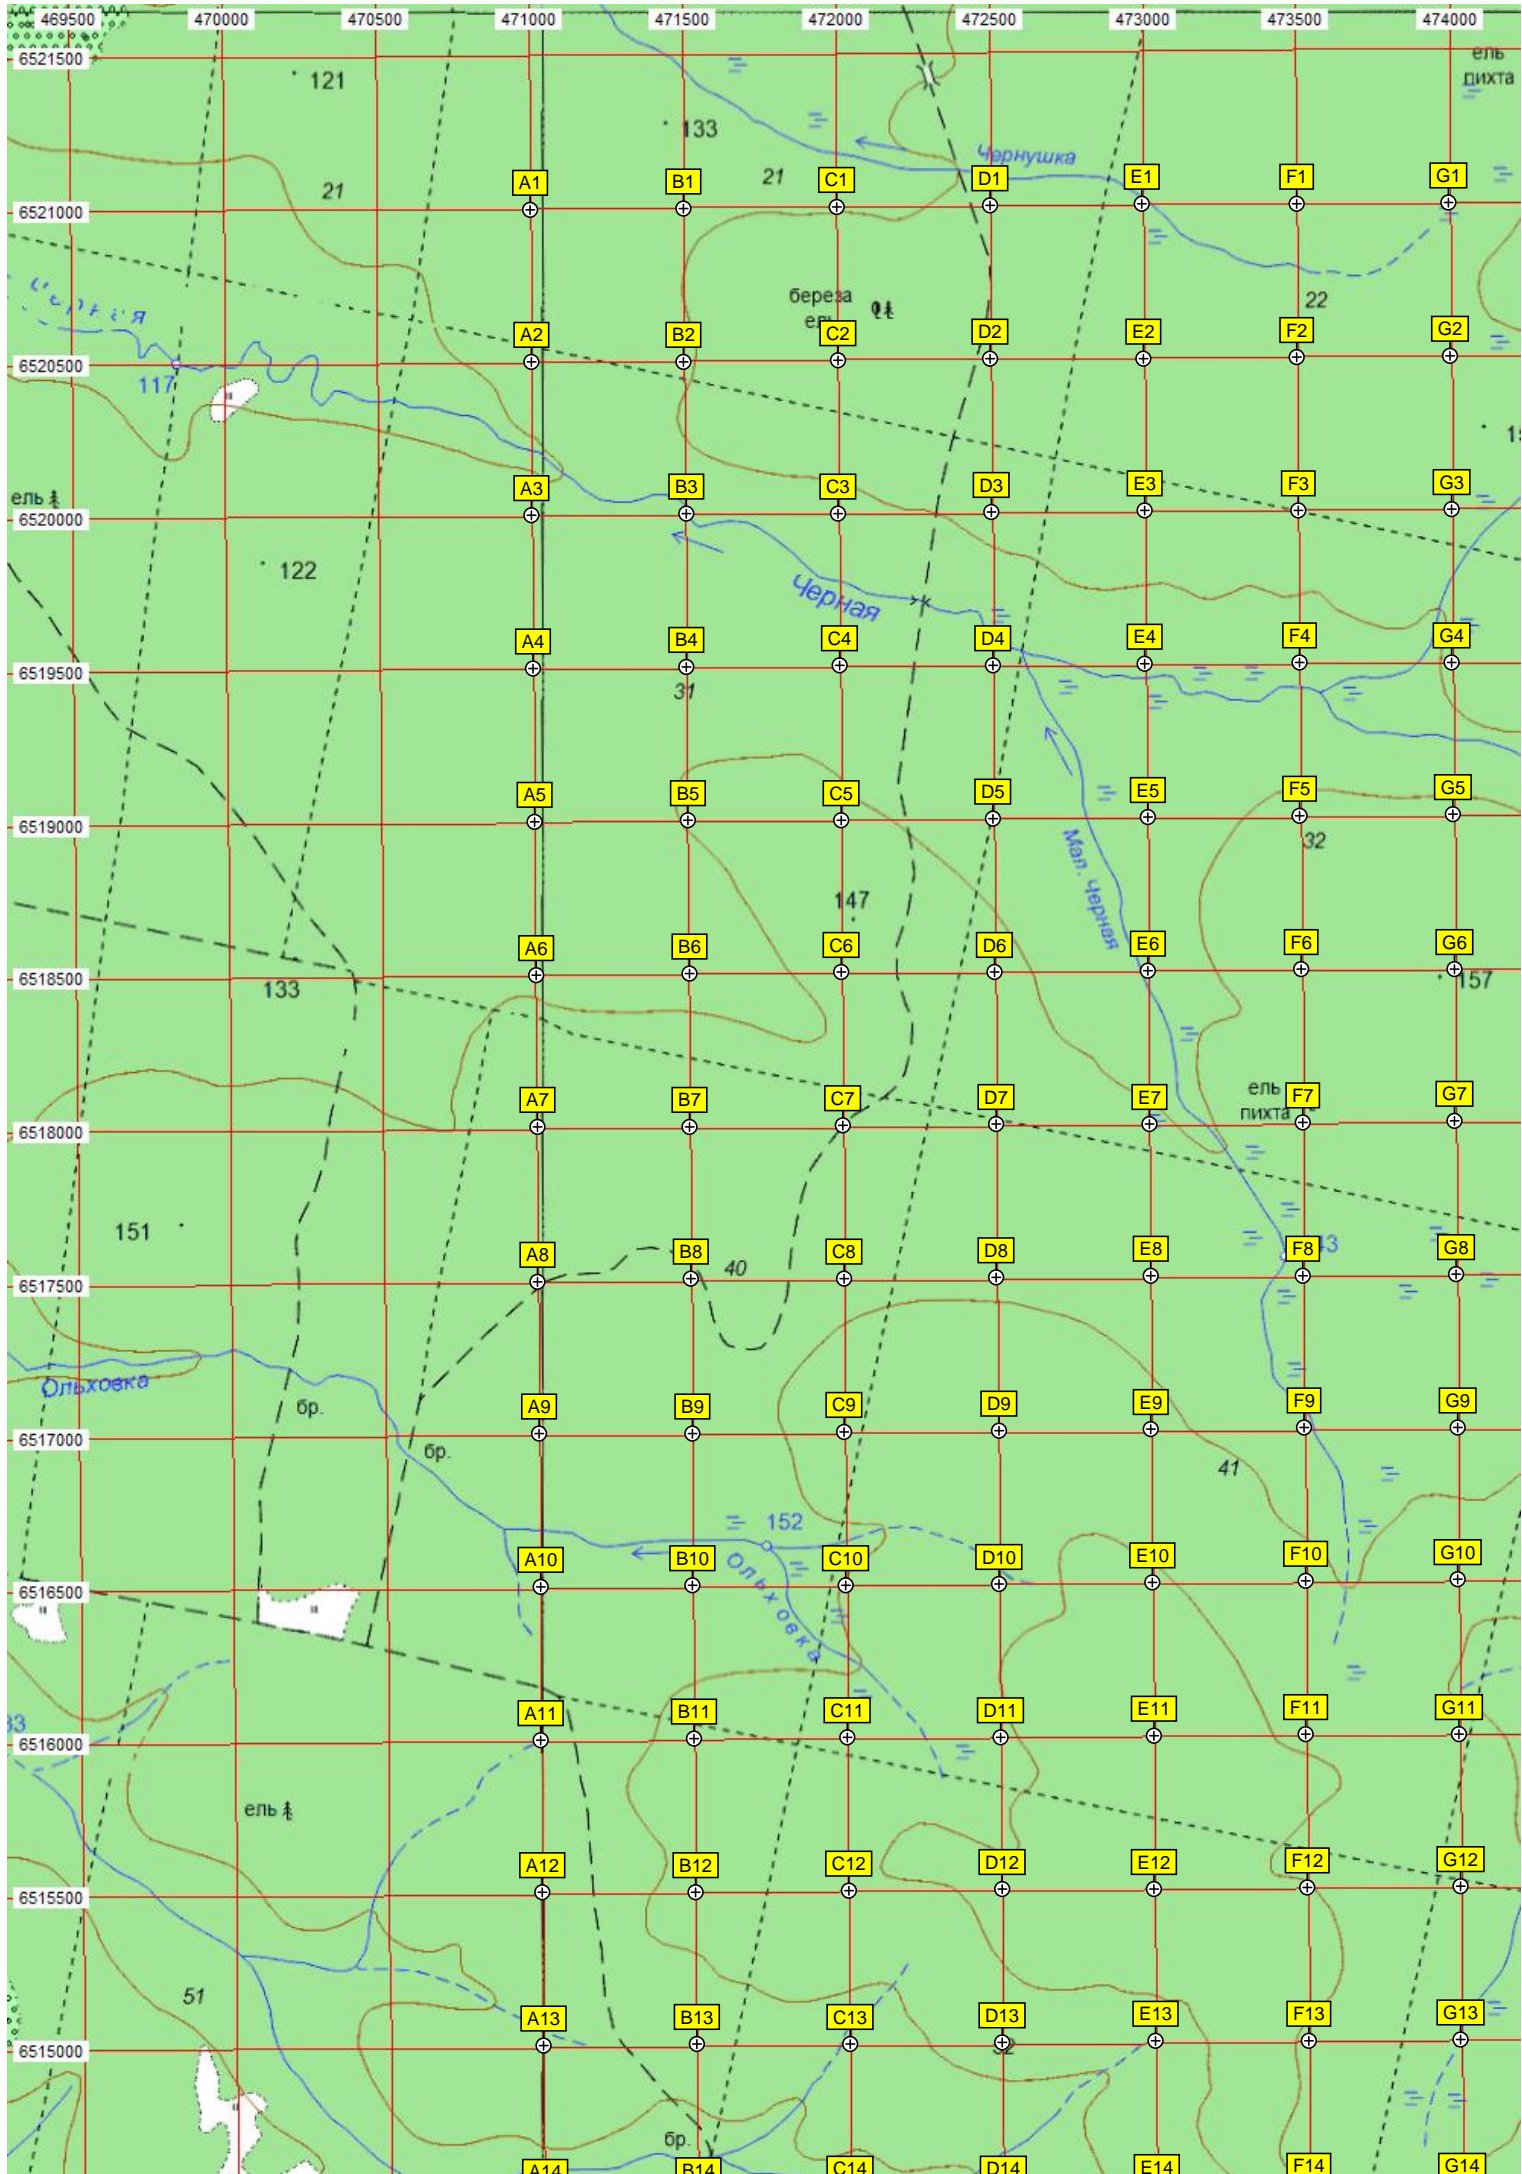 469500 470000 470500 471000 471500 472000 472500 473000 473500 474000
6521500
ель
пихта
121
133
Чернушка
21
21
A1 B1 C1 D1 E1 F1 G1
6521000
Черная
береза
ель
22
A2 B2 C2 D2 E2 F2 G2
6520500
117
ель
A3 B3 C3 D3 E3 F3 G3
6520000
122
Черная
A4 B4 C4 D4 E4 F4 G4
6519500
31
A5 B5 C5 D5 E5 F5 G5
6519000
32
Мал. Черная
147
A6 B6 C6 D6 E6 F6 G6
6518500
133
157
ель
пихта
A7 B7 C7 D7 E7 F7 G7
6518000
151
A8 B8 C8 D8 E8 F8 G8
40
6517500
Ольховка
бр.
A9 B9 C9 D9 E9 F9 G9
6517000
бр.
41
152
Ольховка
A10 B10 C10 D10 E10 F10 G10
6516500
A11 B11 C11 D11 E11 F11 G11
33
6516000
ель
A12 B12 C12 D12 E12 F12 G12
6515500
51
A13 B13 C13 D13 E13 F13 G13
6515000
бр.
A14 B14 C14 D14 E14 F14 G14